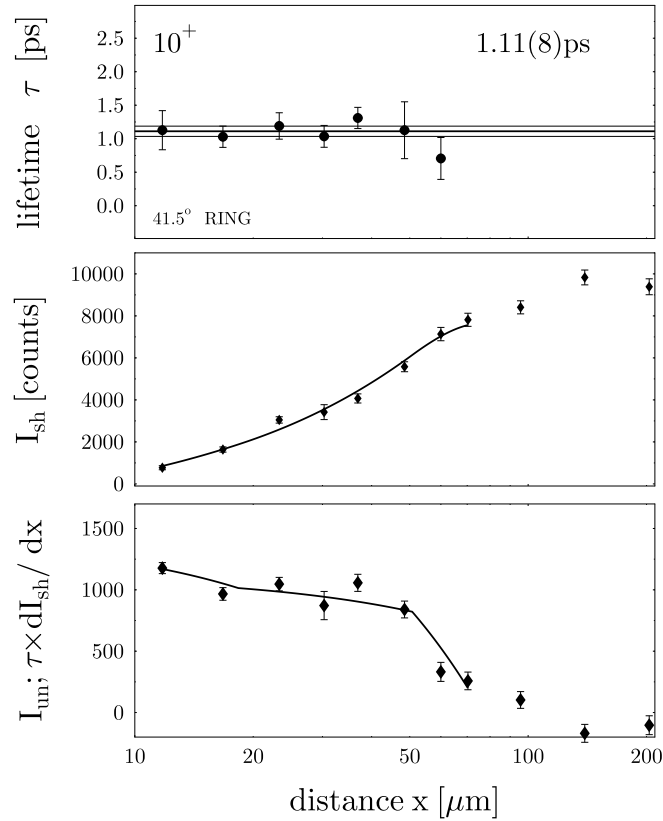 10⁺ 1.11(8)ps
2.5
2.0
1.5
1.0
0.5
0.0
lifetime τ [ps]
41.5° RING
10000
8000
6000
4000
2000
0
I_sh [counts]
1500
1000
500
0
I_un; τ×dI_sh/ dx
10 20 50 100 200
distance x [μm]